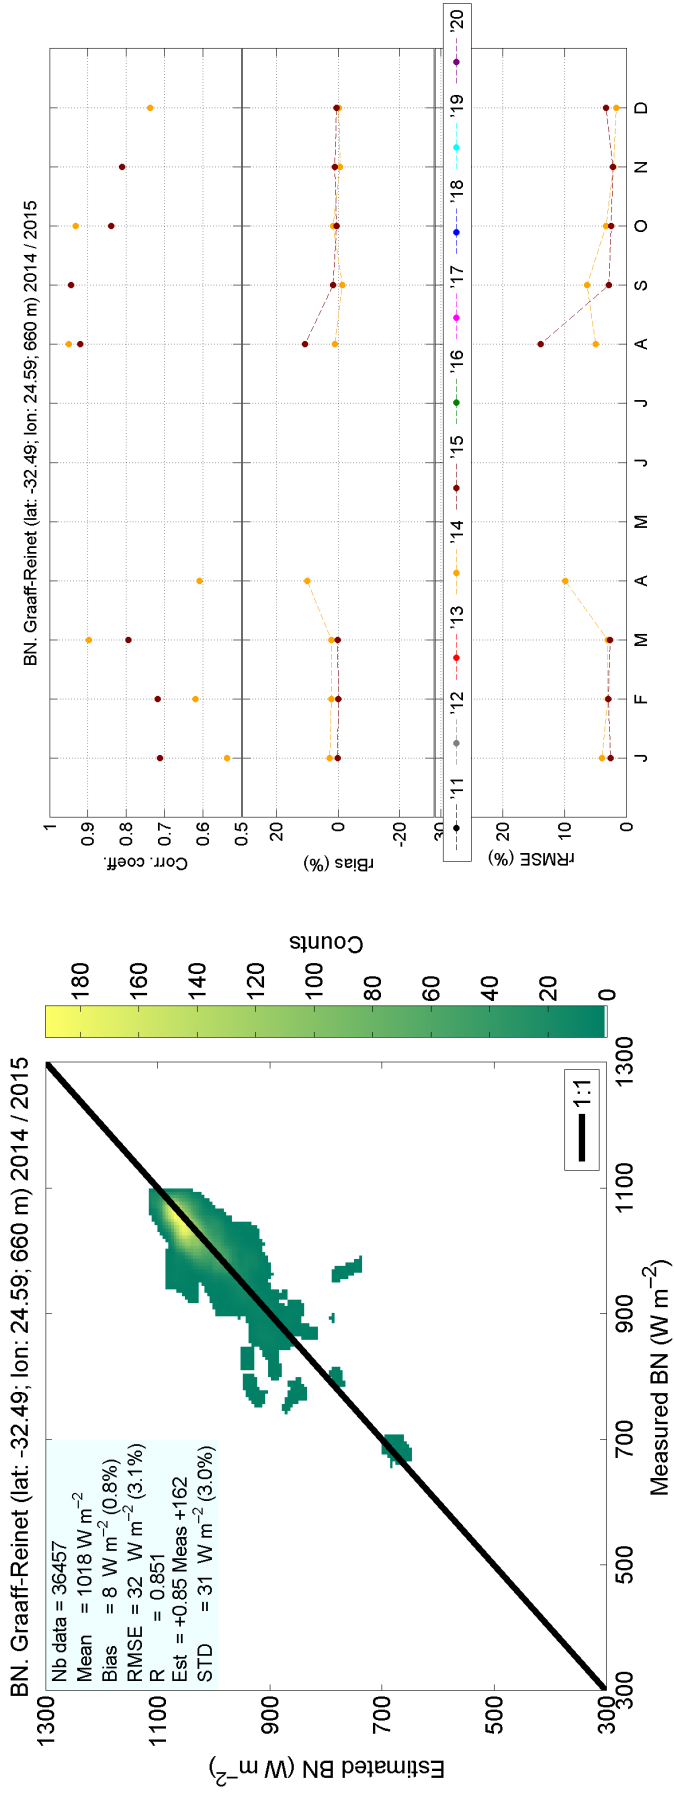 BN. Graaff-Reinet (lat: -32.49; lon: 24.59; 660 m) 2014 / 2015
Nb data = 36457
Mean = 1018 W m−2
Bias = 8 W m−2 (0.8%)
RMSE = 32 W m−2 (3.1%)
R = 0.851
Est = +0.85 Meas +162
STD = 31 W m−2 (3.0%)
1300
1100
900
700
500
300
Estimated BN (W m−2)
300 500 700 900 1100 1300
Measured BN (W m−2)
1:1
180
160
140
120
100
80
60
40
20
0
Counts
BN. Graaff-Reinet (lat: -32.49; lon: 24.59; 660 m) 2014 / 2015
1
0.9
0.8
0.7
0.6
0.5
Corr. coeff.
20
0
-20
rBias (%)
'11 '12 '13 '14 '15 '16 '17 '18 '19 '20
30
20
10
0
rRMSE (%)
J F M A M J J A S O N D